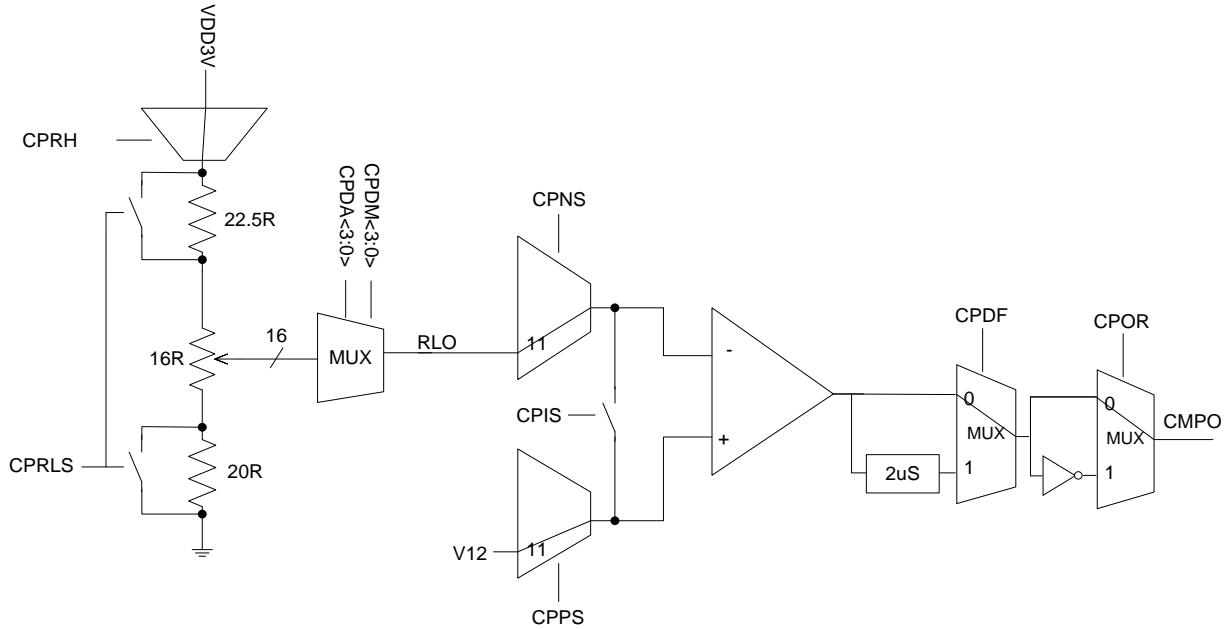 VDD3V
CPRH
22.5R
CPDA<3:0>
CPDM<3:0>
CPNS
16
16R
MUX
RLO
11
-
CPDF
CPOR
CPIS
0
0
CMPO
MUX
MUX
+
CPRLS
20R
2uS
1
1
V12
11
CPPS